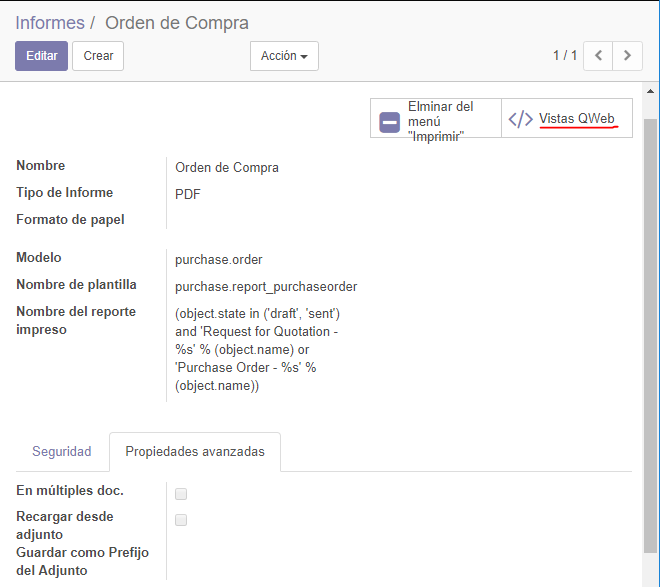 Informes / Orden de Compra
Editar Crear Acción 1 / 1
Elminar del
menú
"Imprimir"
Vistas QWeb
Nombre Orden de Compra
Tipo de Informe PDF
Formato de papel
Modelo purchase.order
Nombre de plantilla purchase.report_purchaseorder
Nombre del reporte (object.state in ('draft', 'sent')
impreso and 'Request for Quotation -
%s' % (object.name) or
'Purchase Order - %s' %
(object.name))
Seguridad Propiedades avanzadas
En múltiples doc.
Recargar desde
adjunto
Guardar como Prefijo
del Adjunto